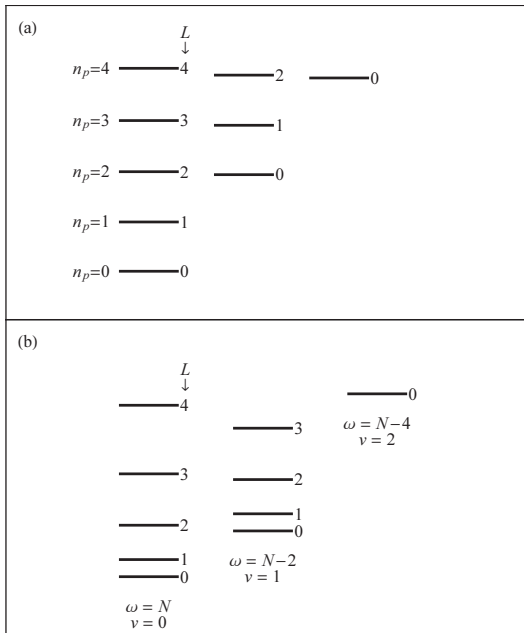 (a)
L
↓
n_p=4 4 2 0
n_p=3 3 1
n_p=2 2 0
n_p=1 1
n_p=0 0
(b)
L
↓
0
4
ω = N–4
v = 2
3
3
2
2
1
0
1
0
ω = N–2
v = 1
ω = N
v = 0